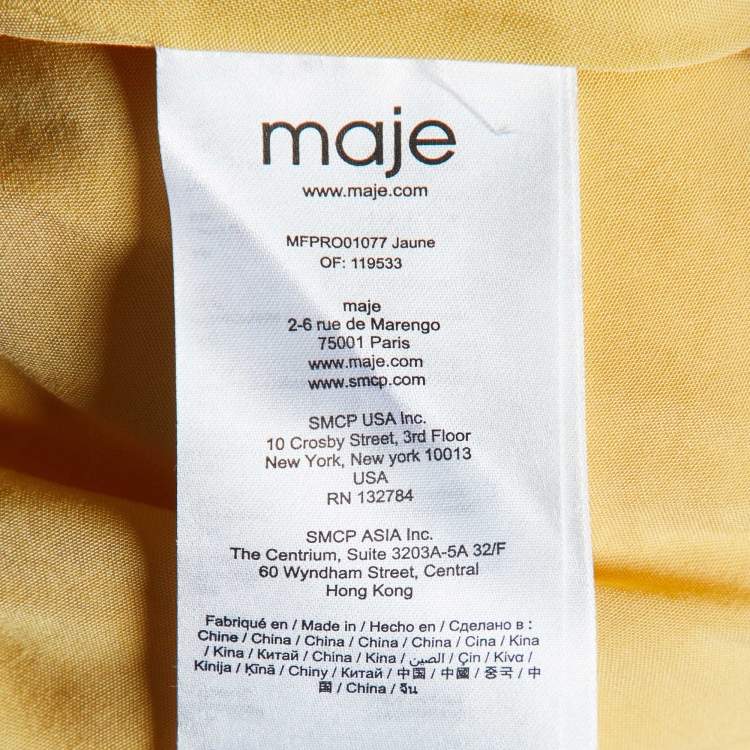 maje
www.maje.com
MFPRO01077 Jaune
OF: 119533
maje
2-6 rue de Marengo
75001 Paris
www.maje.com
www.smcp.com
SMCP USA Inc.
10 Crosby Street, 3rd Floor
New York, New york 10013
USA
RN 132784
SMCP ASIA Inc.
The Centrium, Suite 3203A-5A 32/F
60 Wyndham Street, Central
Hong Kong
Fabriqué en / Made in / Hecho en / Сделано в :
Chine / China / China / China / China / Cina / Kina
/ Kina / Китай / China / Kina / الصين / Çin / Κίνα /
Kinija / Ķīnā / Chiny / Китай / 中国 / 中國 / 중국 / 中
国 / China / จีน